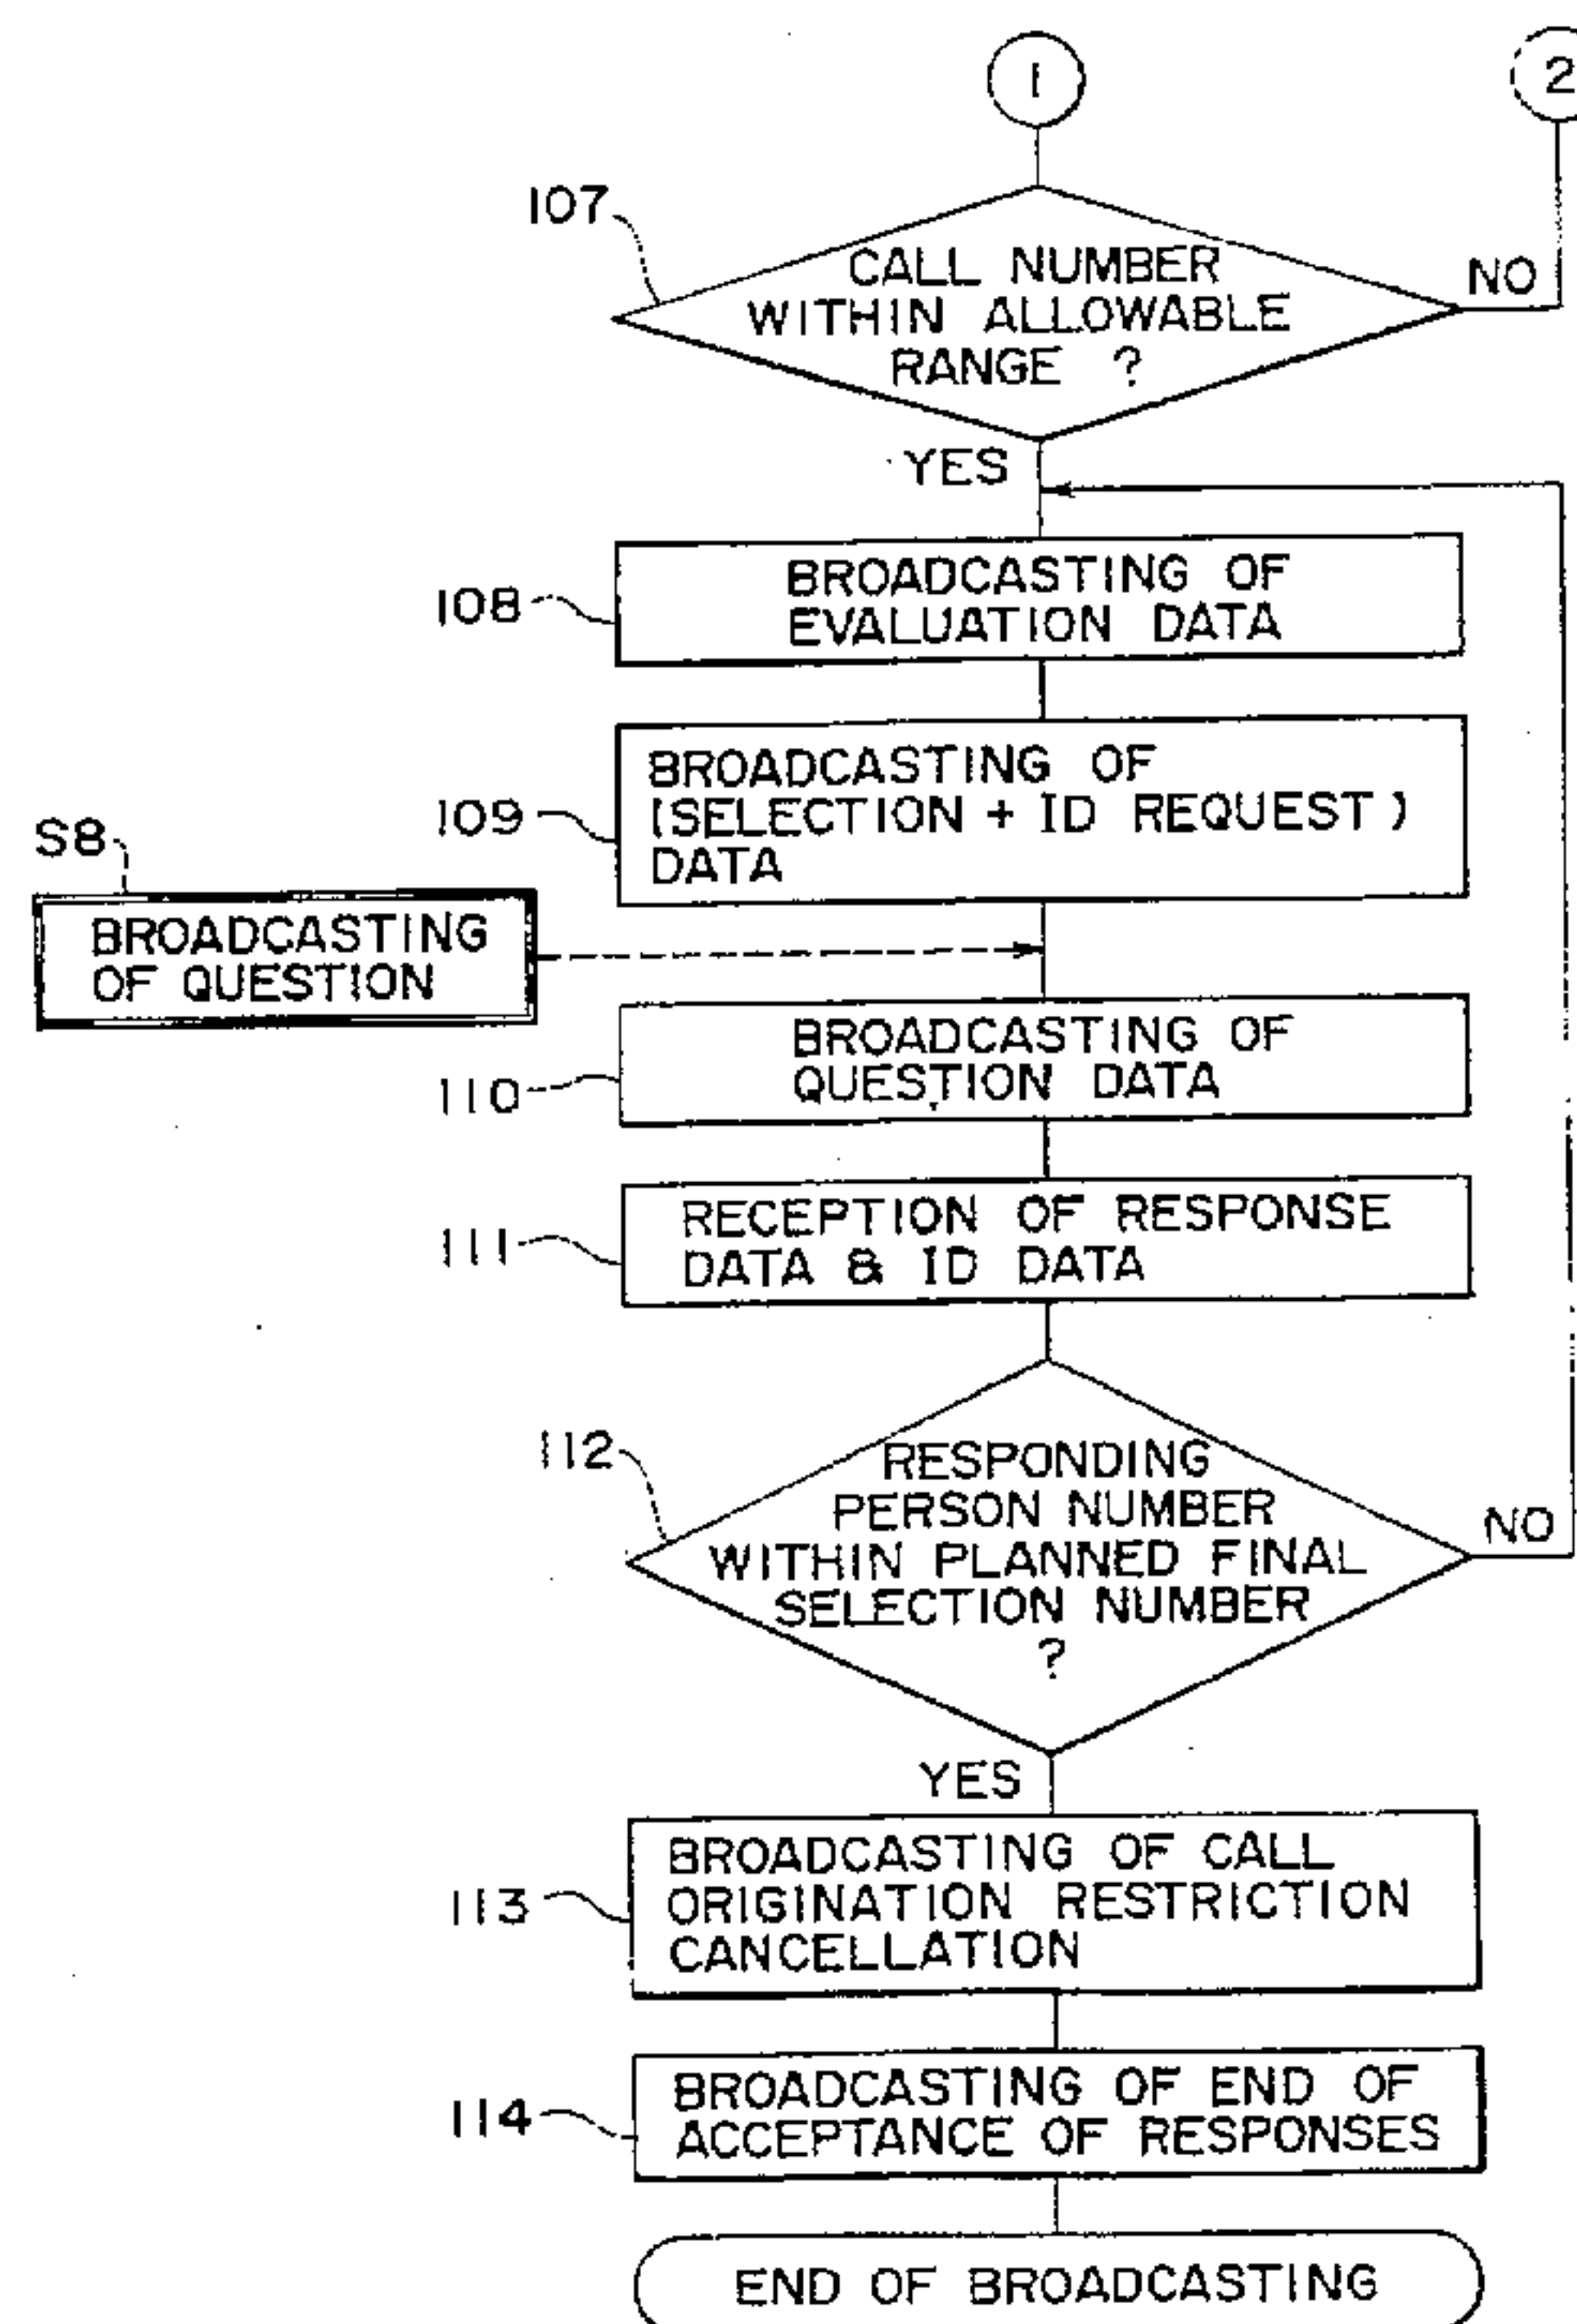 1
2
107
CALL NUMBER
WITHIN ALLOWABLE
RANGE ?
NO
YES
108
BROADCASTING OF
EVALUATION DATA
109
BROADCASTING OF
(SELECTION + ID REQUEST)
DATA
S8
BROADCASTING
OF QUESTION
110
BROADCASTING OF
QUESTION DATA
111
RECEPTION OF RESPONSE
DATA & ID DATA
112
RESPONDING
PERSON NUMBER
WITHIN PLANNED FINAL
SELECTION NUMBER
?
NO
YES
113
BROADCASTING OF CALL
ORIGINATION RESTRICTION
CANCELLATION
114
BROADCASTING OF END OF
ACCEPTANCE OF RESPONSES
END OF BROADCASTING